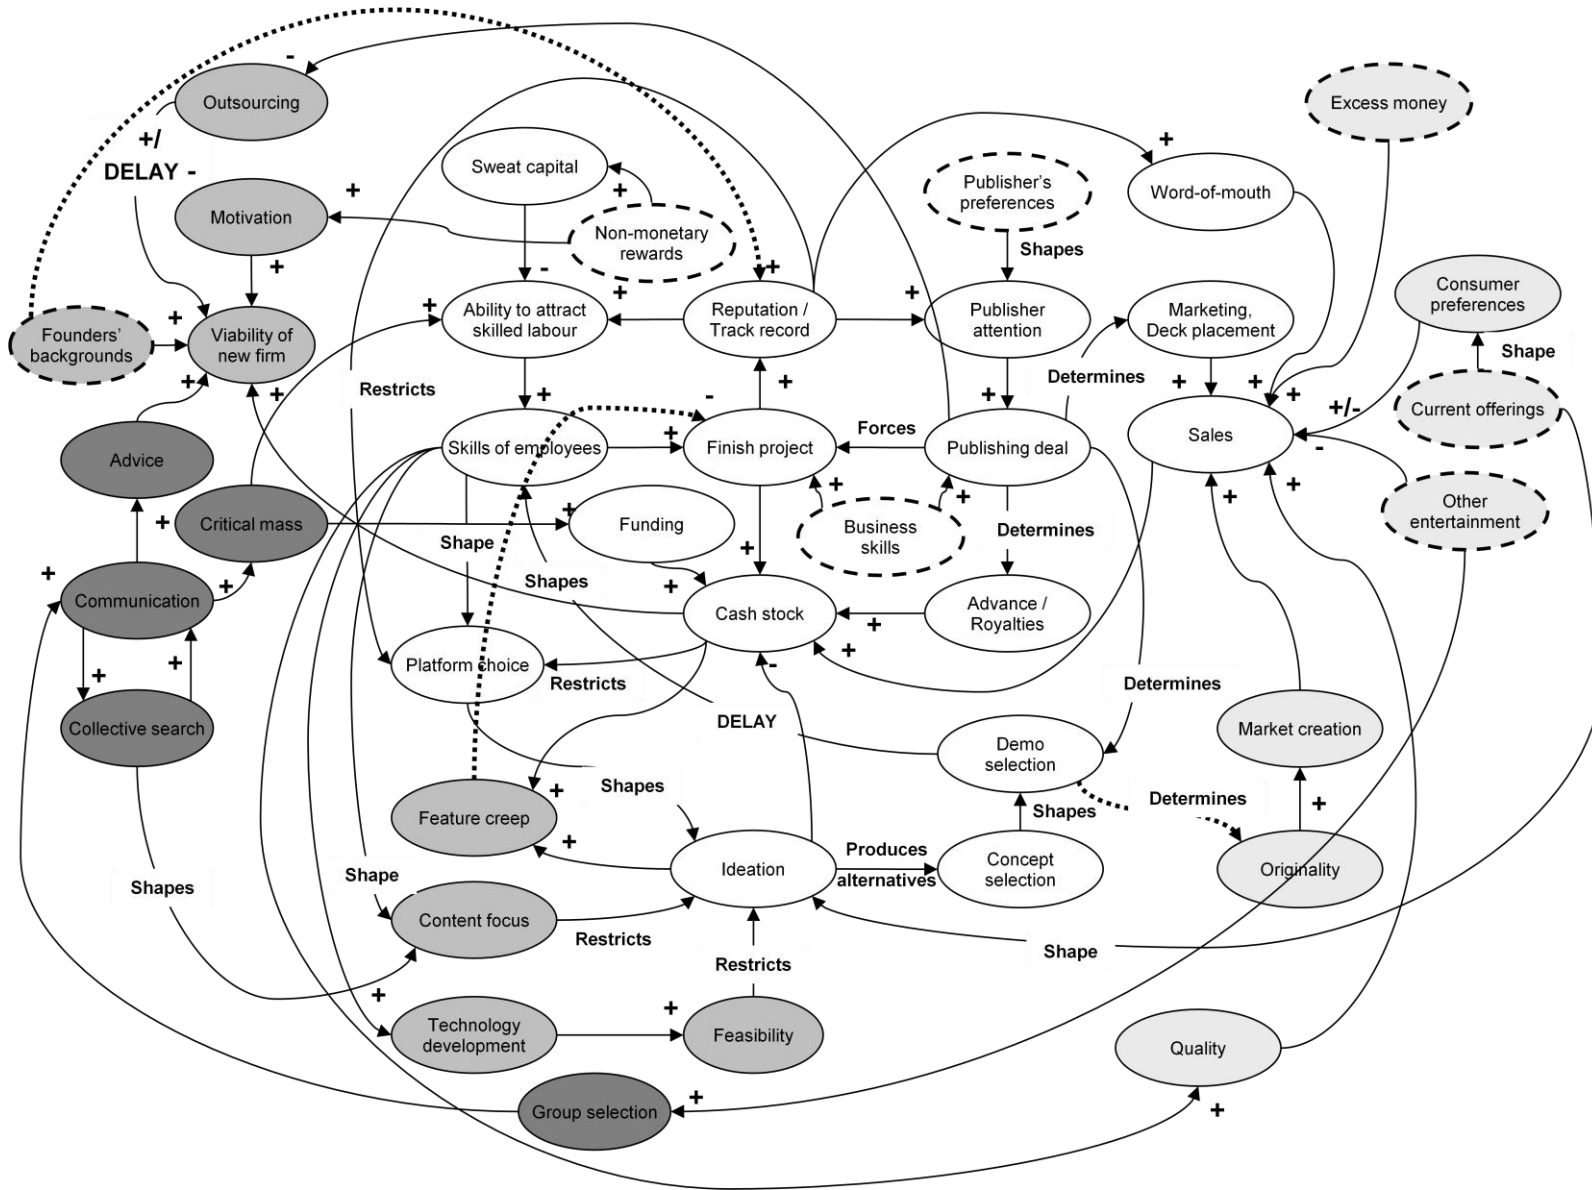 -
Outsourcing
Excess money
+/
DELAY -
+
Sweat capital
+
Publisher's
preferences
Word-of-mouth
+
Motivation
Non-monetary
rewards
Shapes
+
-
+
+
+
+
Consumer
preferences
+
Founders'
backgrounds
Viability of
new firm
Ability to attract
skilled labour
Reputation /
Track record
Publisher
attention
Marketing,
Deck placement
Shape
+
+
Restricts
+
-
+
+
Determines
+
+
+
+/-
Current offerings
Advice
Skills of employees
+
Finish project
Forces
Publishing deal
Sales
-
+
Critical mass
+
Funding
+
Business
skills
+
Determines
+
+
Other
entertainment
Shape
Shapes
+
+
+
Communication
+
Cash stock
Advance /
Royalties
+
+
+
+
Platform choice
Restricts
-
Determines
Collective search
DELAY
Demo
selection
Market creation
Shapes
+
Shapes
Determines
+
Feature creep
+
Shapes
Shape
Ideation
Produces
alternatives
Concept
selection
Originality
Content focus
Restricts
Shape
Restricts
+
+
Technology
development
Feasibility
Quality
Group selection
+
+